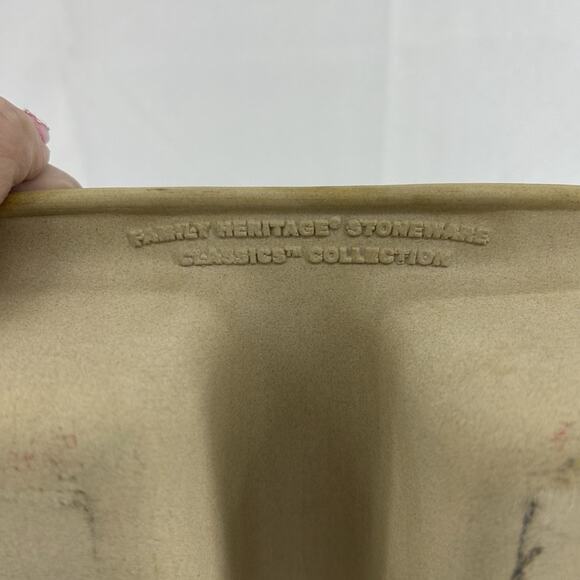 FAMILY HERITAGE® STONEWARE
CLASSICS™ COLLECTION